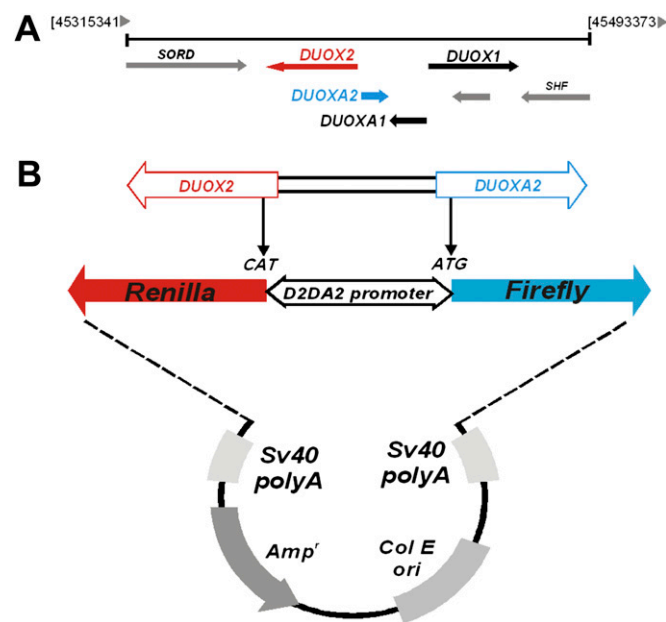 A
[45315341
[45493373
SORD
DUOX2
DUOX1
DUOXA2
SHF
DUOXA1
B
DUOX2
DUOXA2
CAT
ATG
Renilla
D2DA2 promoter
Firefly
Sv40
polyA
Sv40
polyA
Ampʳ
Col E
ori